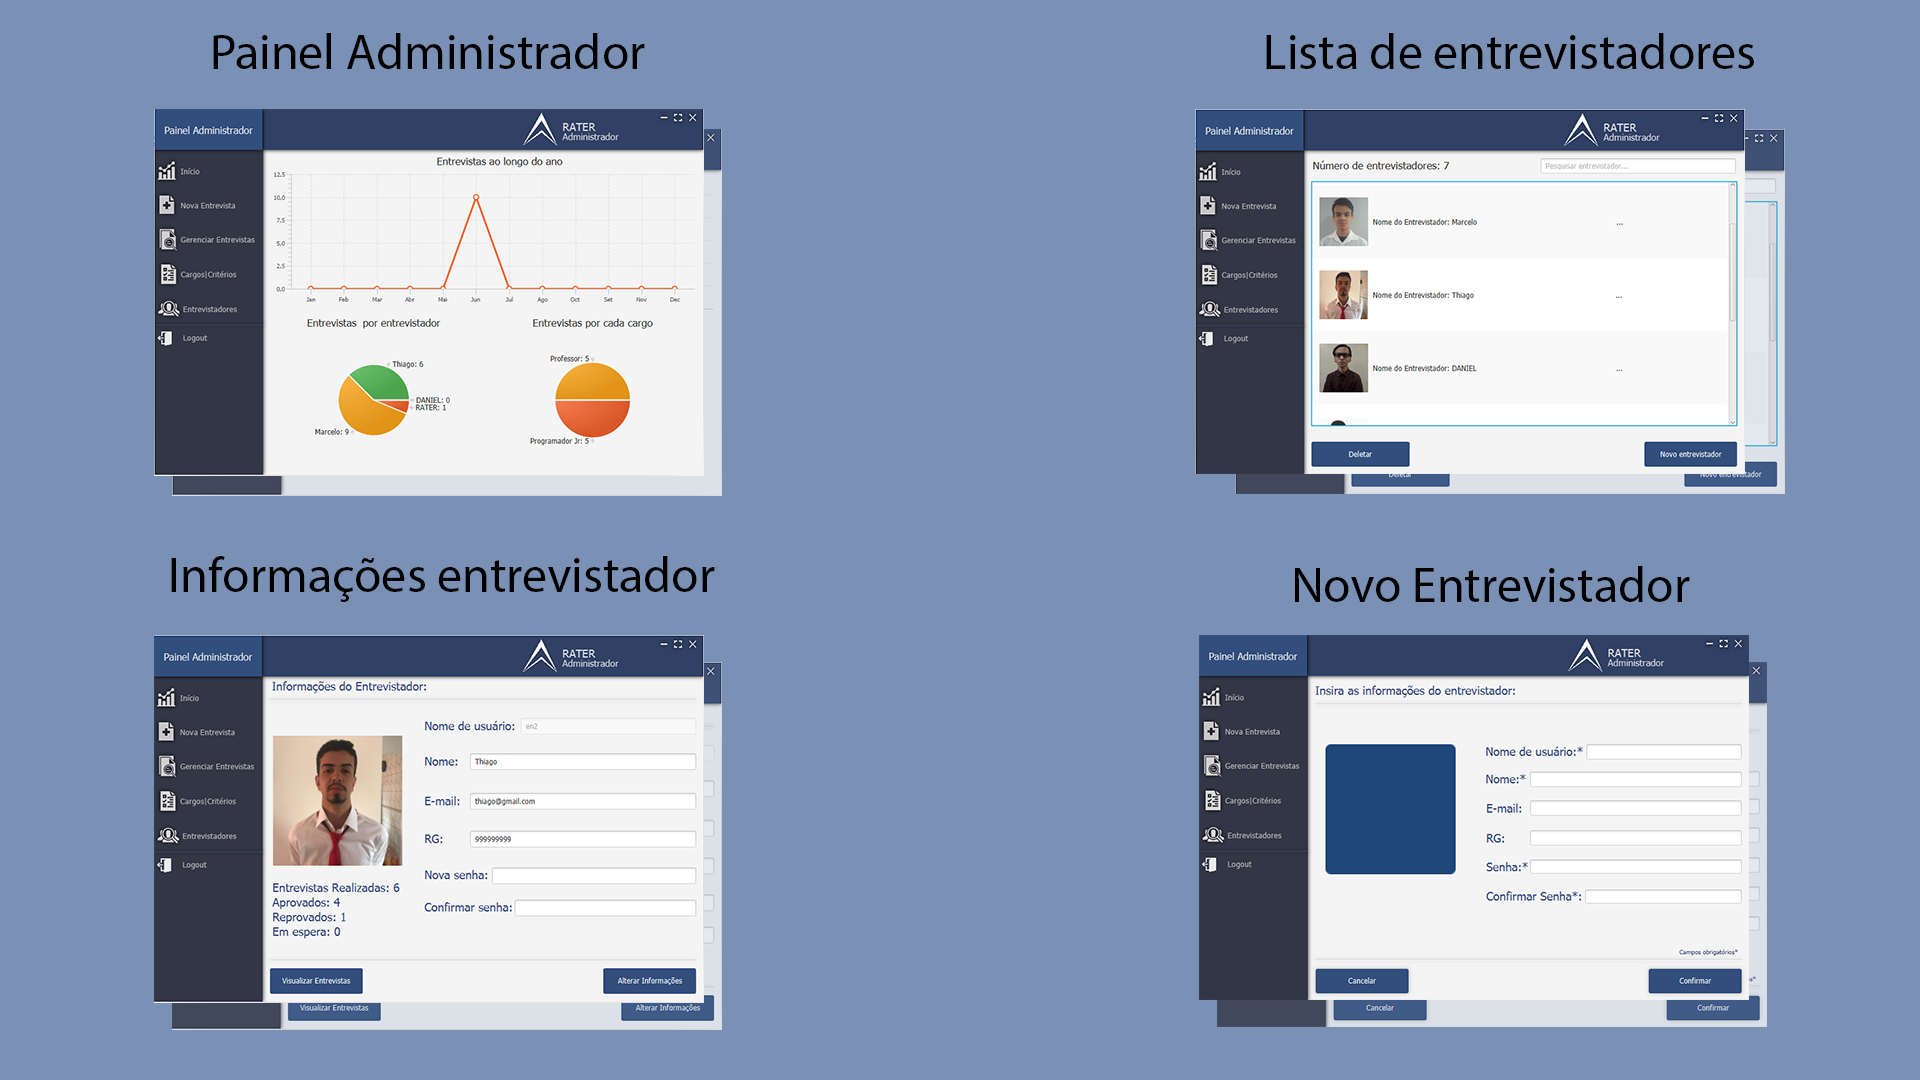 Painel Administrador
Painel Administrador
RATER
Administrador
Início
Nova Entrevista
Gerenciar Entrevistas
Cargos|Critérios
Entrevistadores
Logout
Entrevistas ao longo do ano
12,5
10,0
7,5
5,0
2,5
0,0
Jan Feb Mar Abr Mai Jun Jul Ago Oct Set Nov Dec
Entrevistas por entrevistador
Thiago: 6
DANIEL: 0
RATER: 1
Marcelo: 9
Entrevistas por cada cargo
Professor: 5
Programador Jr: 5
Lista de entrevistadores
Painel Administrador
RATER
Administrador
Início
Nova Entrevista
Gerenciar Entrevistas
Cargos|Critérios
Entrevistadores
Logout
Número de entrevistadores: 7
Pesquisar entrevistador...
Nome do Entrevistador: Marcelo ...
Nome do Entrevistador: Thiago ...
Nome do Entrevistador: DANIEL ...
Deletar
Novo entrevistador
Deletar
Novo entrevistador
Informações entrevistador
Painel Administrador
RATER
Administrador
Início
Nova Entrevista
Gerenciar Entrevistas
Cargos|Critérios
Entrevistadores
Logout
Informações do Entrevistador:
Nome de usuário: en2
Nome: Thiago
E-mail: thiago@gmail.com
RG: 999999999
Nova senha:
Confirmar senha:
Entrevistas Realizadas: 6
Aprovados: 4
Reprovados: 1
Em espera: 0
Visualizar Entrevistas
Alterar Informações
Visualizar Entrevistas
Alterar Informações
Novo Entrevistador
Painel Administrador
RATER
Administrador
Início
Nova Entrevista
Gerenciar Entrevistas
Cargos|Critérios
Entrevistadores
Logout
Insira as informações do entrevistador:
Nome de usuário:*
Nome:*
E-mail:
RG:
Senha:*
Confirmar Senha*:
Campos obrigatórios*
Cancelar
Confirmar
Cancelar
Confirmar